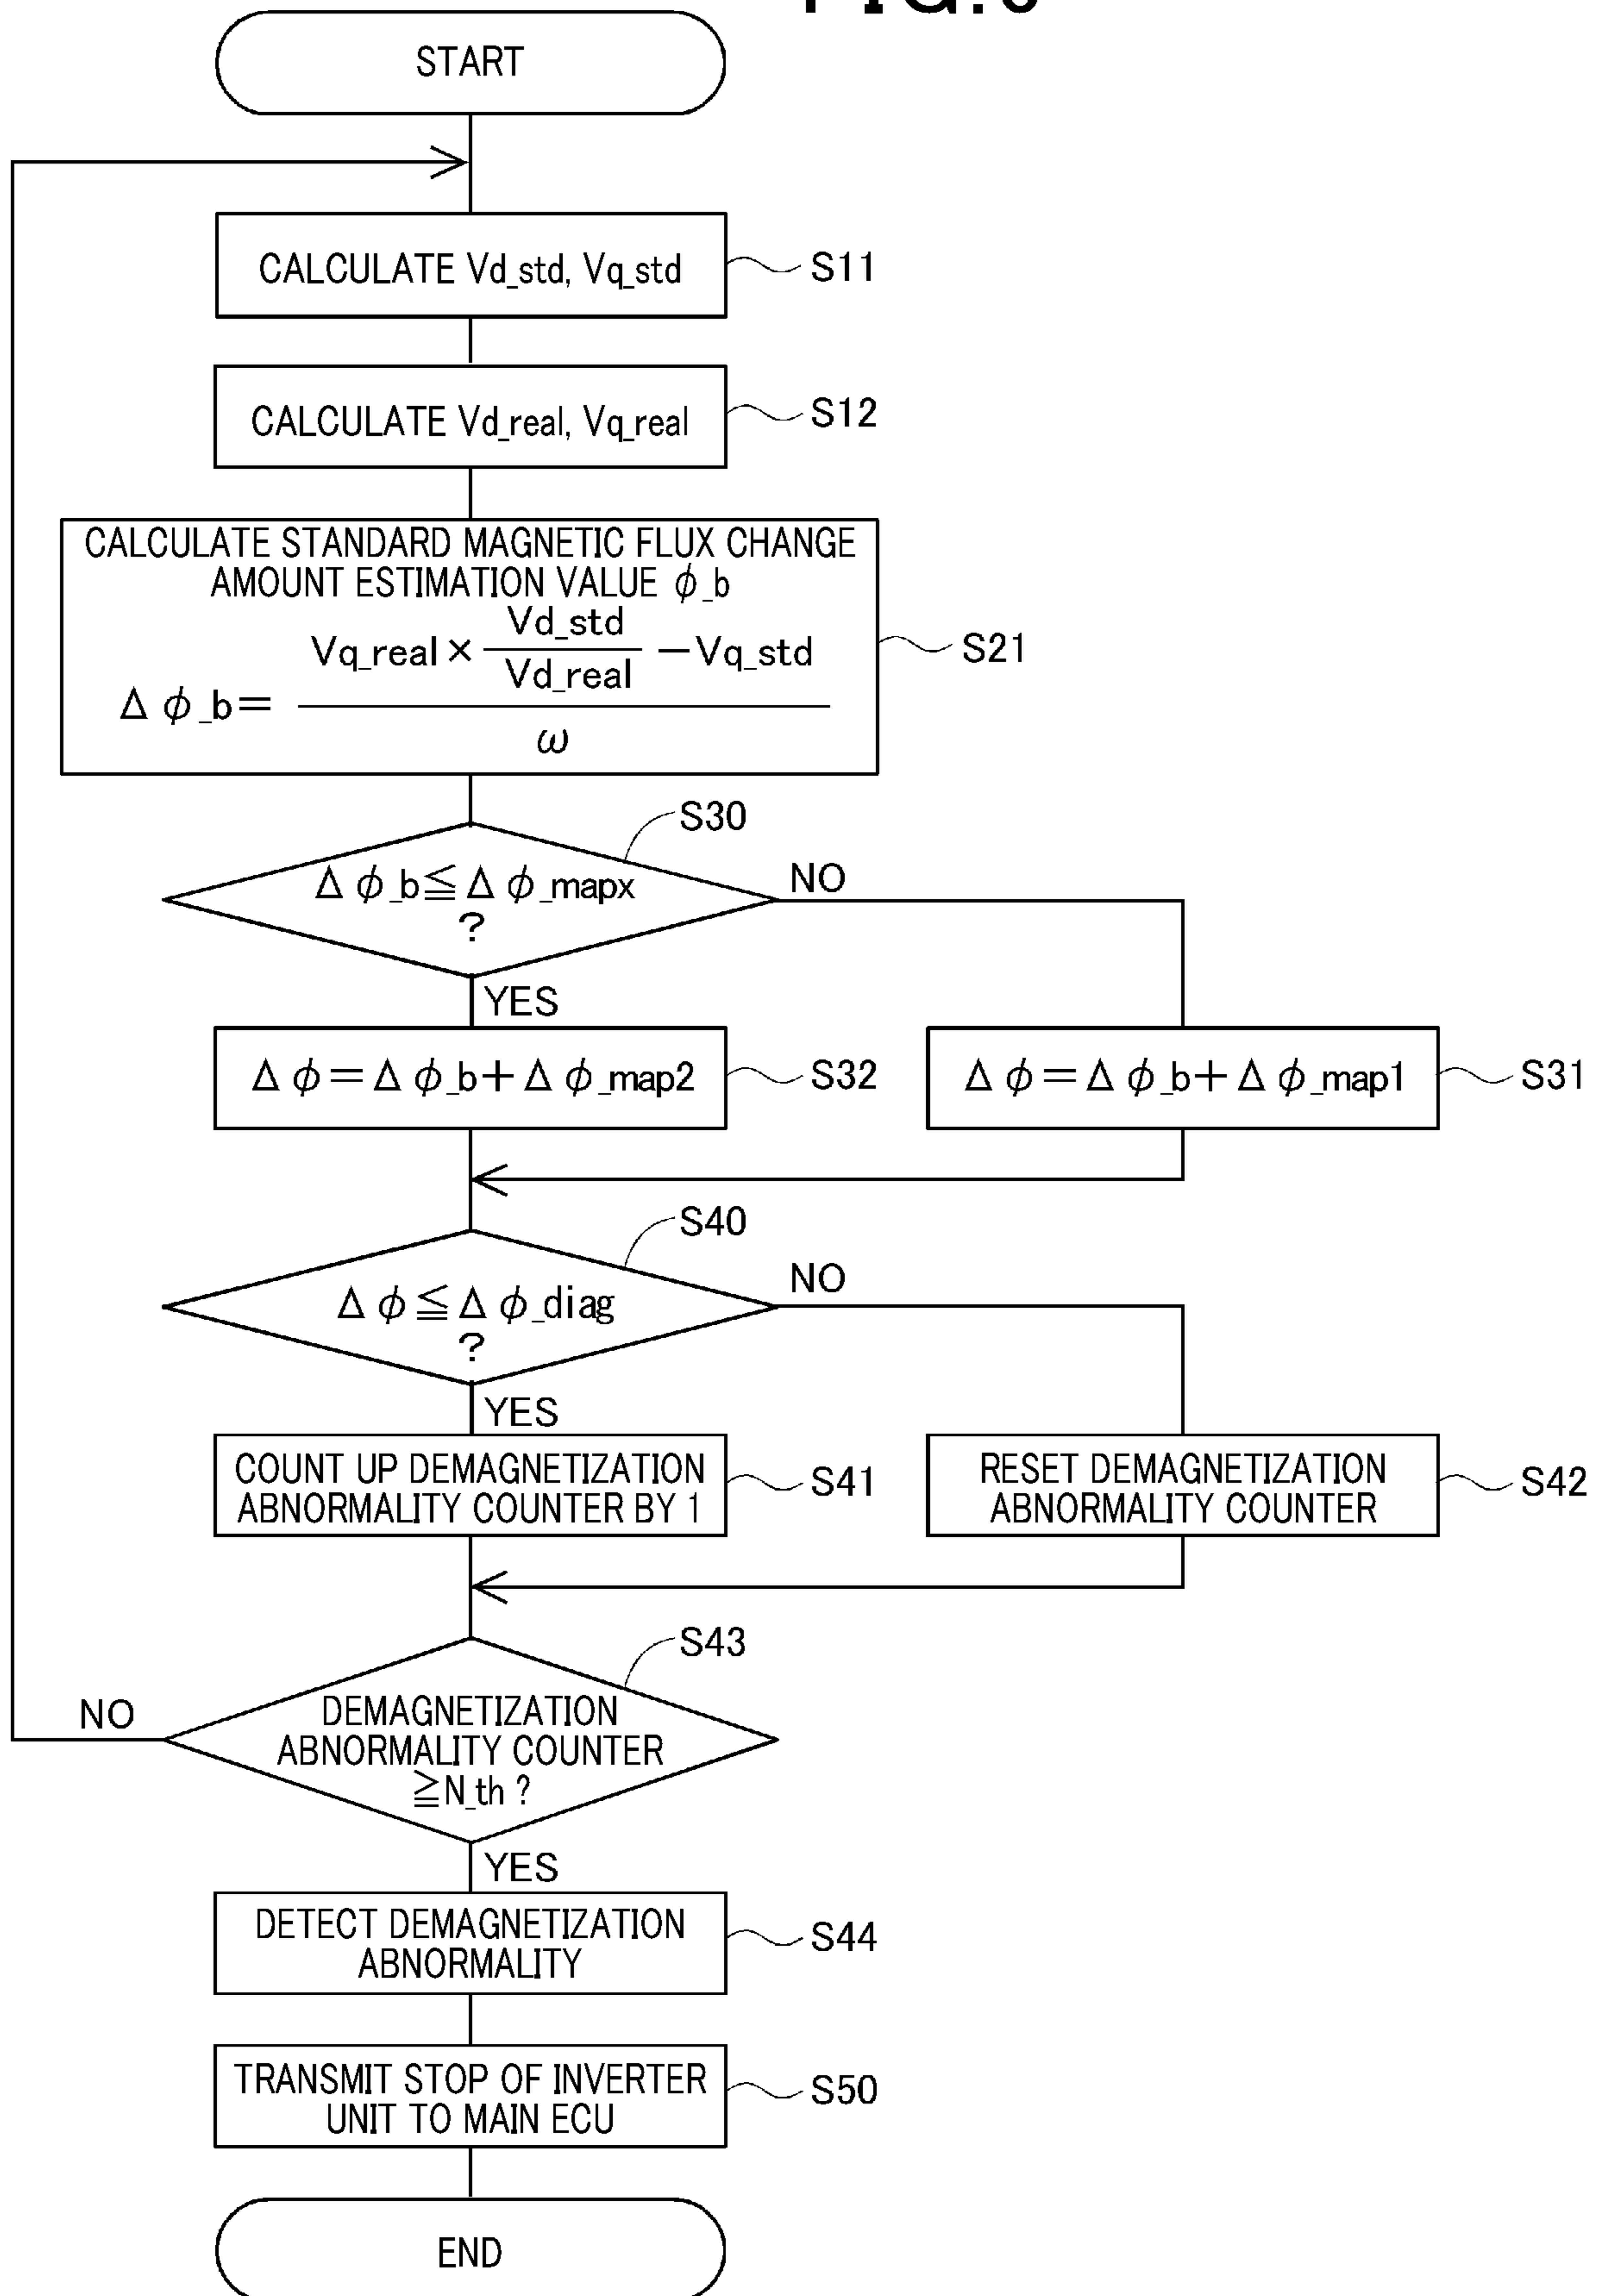 START
CALCULATE Vd_std, Vq_std
S11
CALCULATE Vd_real, Vq_real
S12
CALCULATE STANDARD MAGNETIC FLUX CHANGE
AMOUNT ESTIMATION VALUE ϕ_b
Vd_std
Vq_real × ー Vq_std
Vd_real
Δϕ_b=
ω
S21
S30
Δϕ_b≦Δϕ_mapx
?
NO
YES
Δϕ=Δϕ_b+Δϕ_map2
S32
Δϕ=Δϕ_b+Δϕ_map1
S31
S40
Δϕ≦Δϕ_diag
?
NO
YES
COUNT UP DEMAGNETIZATION
ABNORMALITY COUNTER BY 1
S41
RESET DEMAGNETIZATION
ABNORMALITY COUNTER
S42
S43
DEMAGNETIZATION
ABNORMALITY COUNTER
≧N_th ?
NO
YES
DETECT DEMAGNETIZATION
ABNORMALITY
S44
TRANSMIT STOP OF INVERTER
UNIT TO MAIN ECU
S50
END